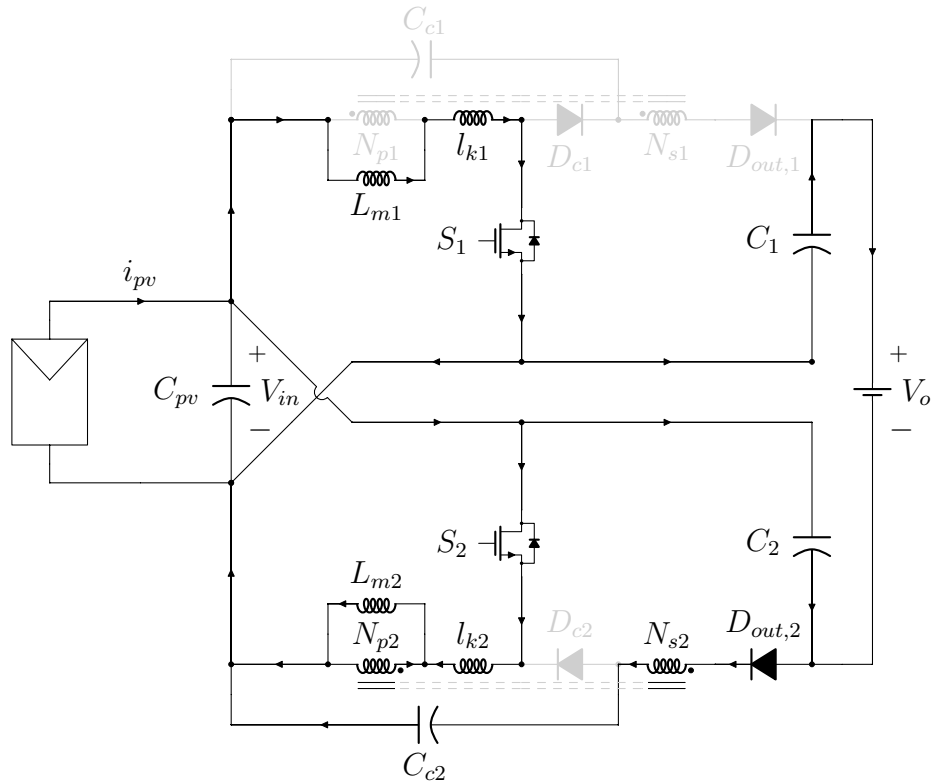 C_{c1}
N_{p1}
l_{k1}
D_{c1}
N_{s1}
D_{out,1}
L_{m1}
S_1
C_1
i_{pv}
+
+
C_{pv}
V_{in}
V_o
−
−
S_2
C_2
L_{m2}
N_{p2}
l_{k2}
D_{c2}
N_{s2}
D_{out,2}
C_{c2}